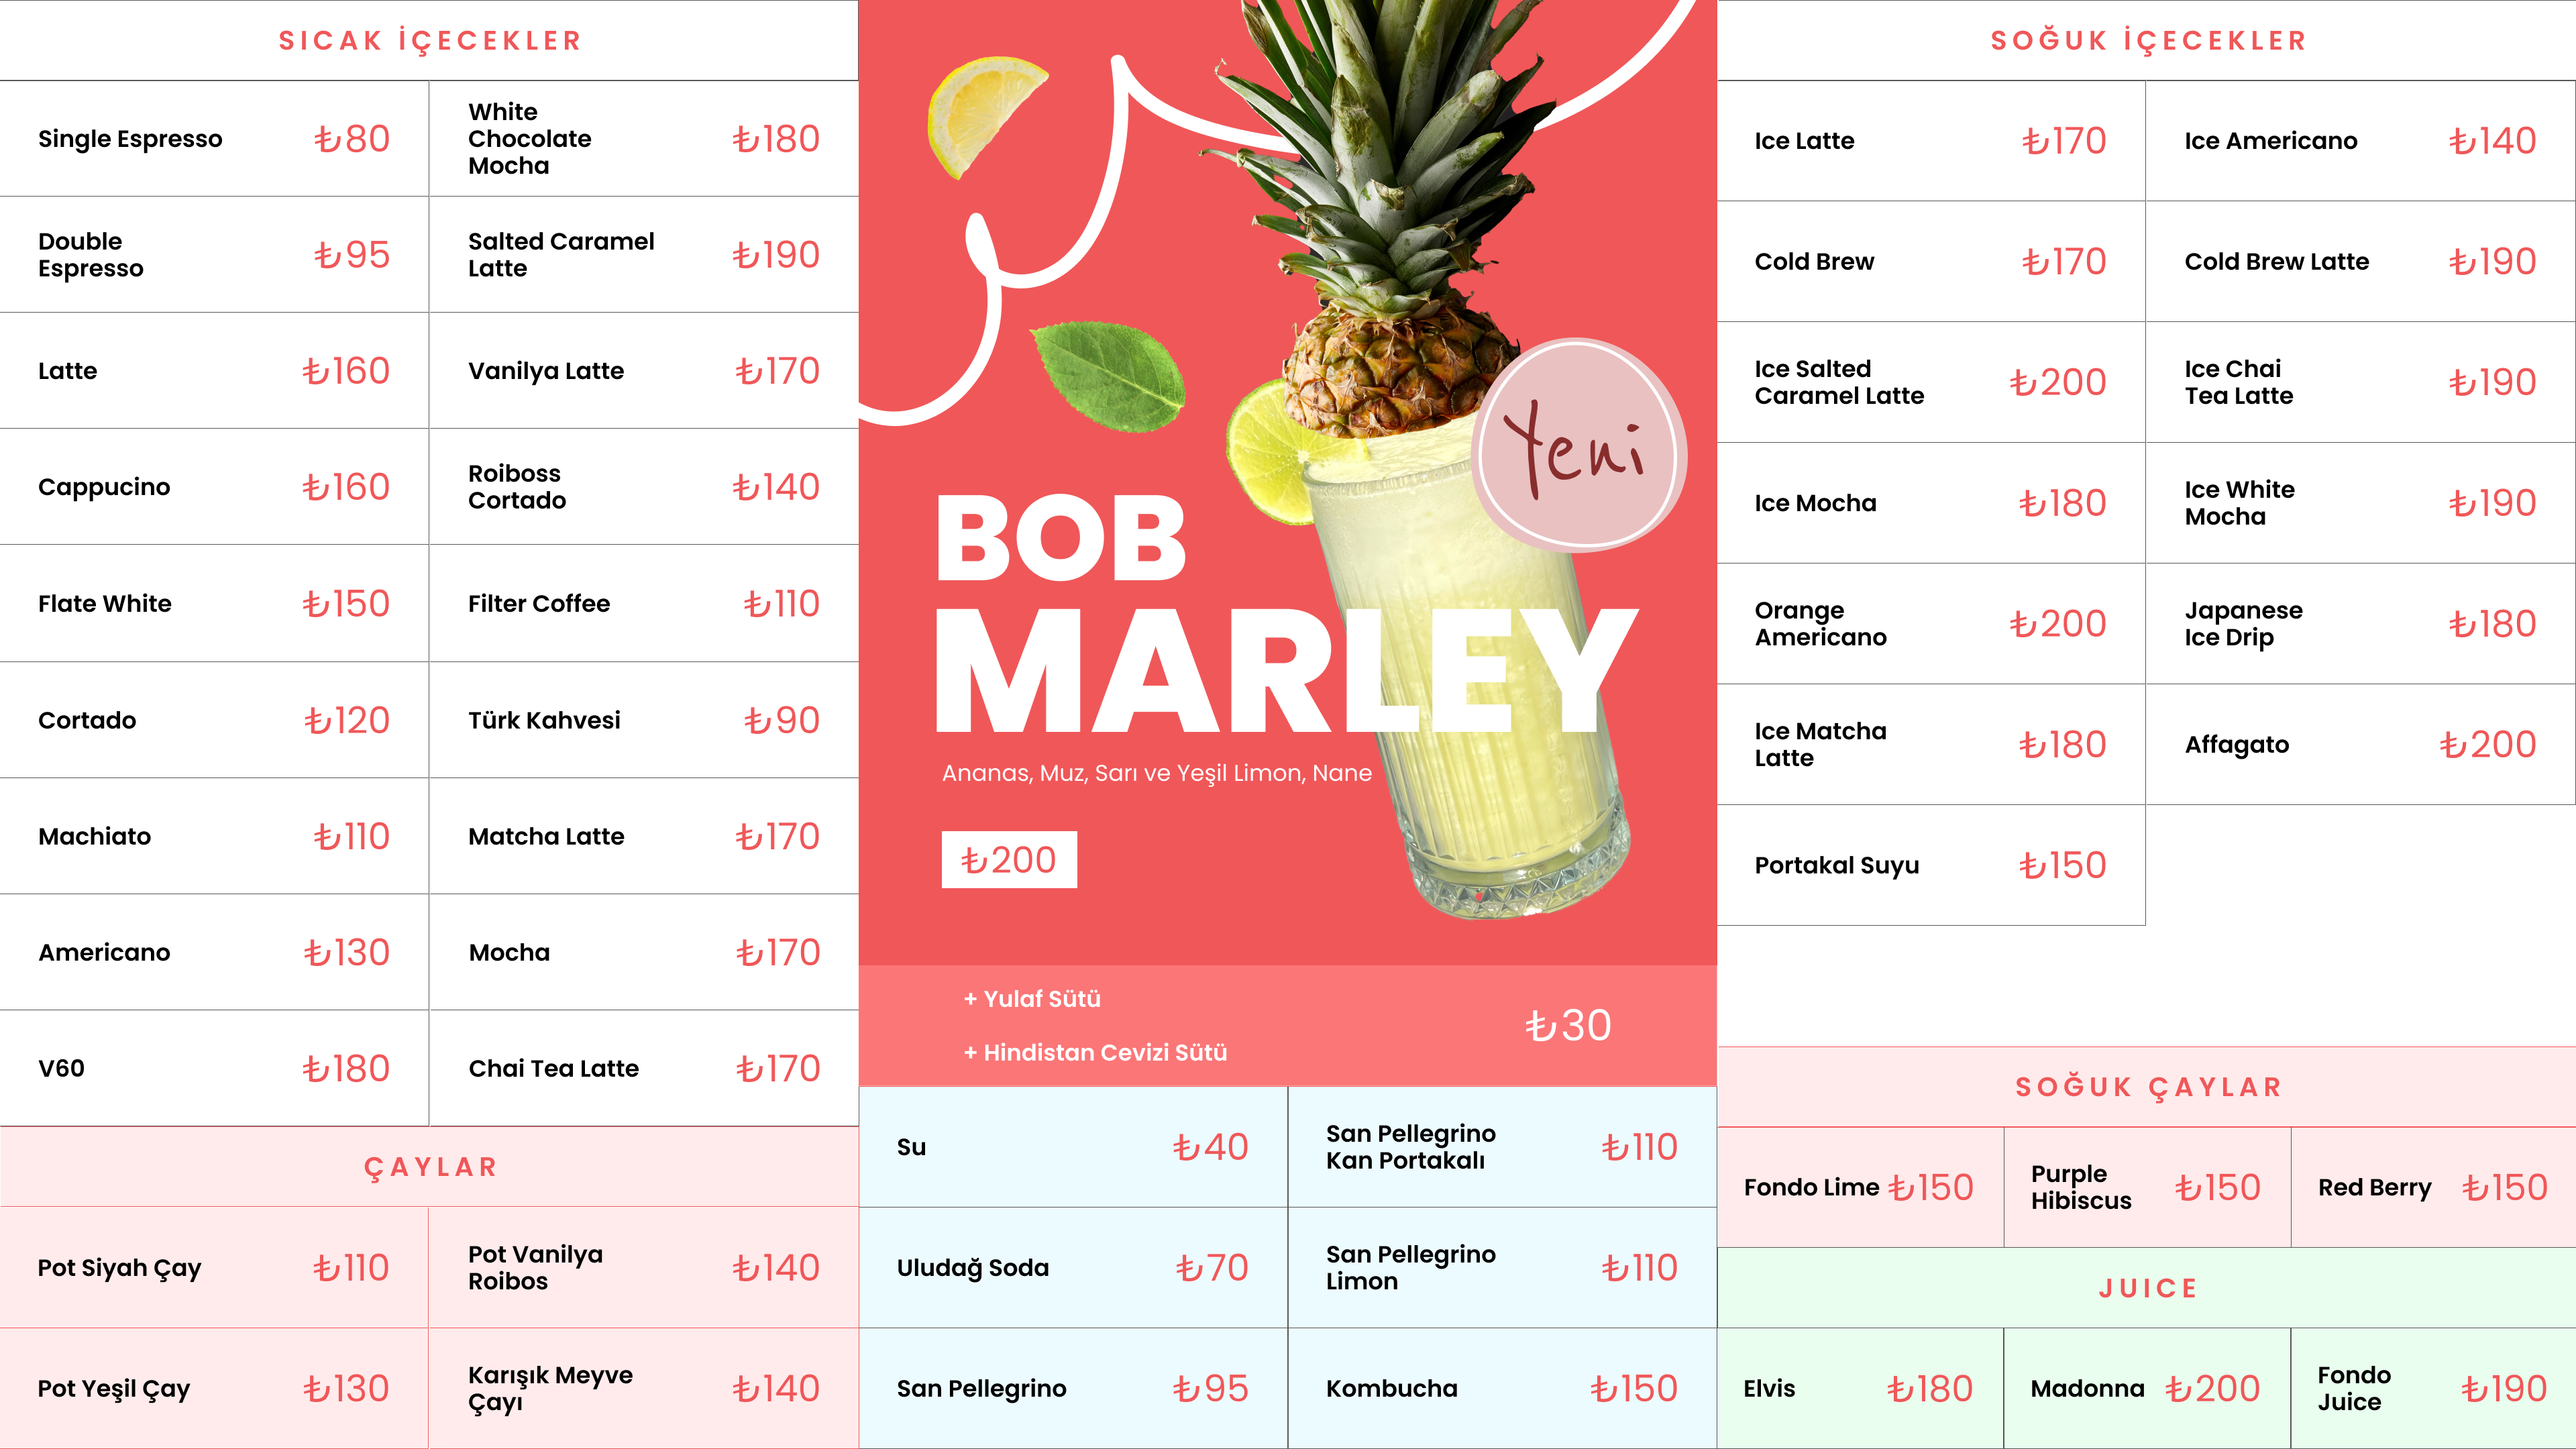 SICAK İÇECEKLER
Single Espresso ₺80
White
Chocolate
Mocha ₺180
Double
Espresso ₺95
Salted Caramel
Latte ₺190
Latte ₺160
Vanilya Latte ₺170
Cappucino ₺160
Roiboss
Cortado ₺140
Flate White ₺150
Filter Coffee ₺110
Cortado ₺120
Türk Kahvesi ₺90
Machiato ₺110
Matcha Latte ₺170
Americano ₺130
Mocha ₺170
V60 ₺180
Chai Tea Latte ₺170
ÇAYLAR
Pot Siyah Çay ₺110
Pot Vanilya
Roibos ₺140
Pot Yeşil Çay ₺130
Karışık Meyve
Çayı ₺140
Yeni
BOB
MARLEY
Ananas, Muz, Sarı ve Yeşil Limon, Nane
₺200
+ Yulaf Sütü
+ Hindistan Cevizi Sütü
₺30
Su ₺40
San Pellegrino
Kan Portakalı ₺110
Uludağ Soda ₺70
San Pellegrino
Limon ₺110
San Pellegrino ₺95
Kombucha ₺150
SOĞUK İÇECEKLER
Ice Latte ₺170
Ice Americano ₺140
Cold Brew ₺170
Cold Brew Latte ₺190
Ice Salted
Caramel Latte ₺200
Ice Chai
Tea Latte ₺190
Ice Mocha ₺180
Ice White
Mocha ₺190
Orange
Americano ₺200
Japanese
Ice Drip ₺180
Ice Matcha
Latte ₺180
Affagato ₺200
Portakal Suyu ₺150
SOĞUK ÇAYLAR
Fondo Lime ₺150
Purple
Hibiscus ₺150
Red Berry ₺150
JUICE
Elvis ₺180
Madonna ₺200
Fondo
Juice ₺190